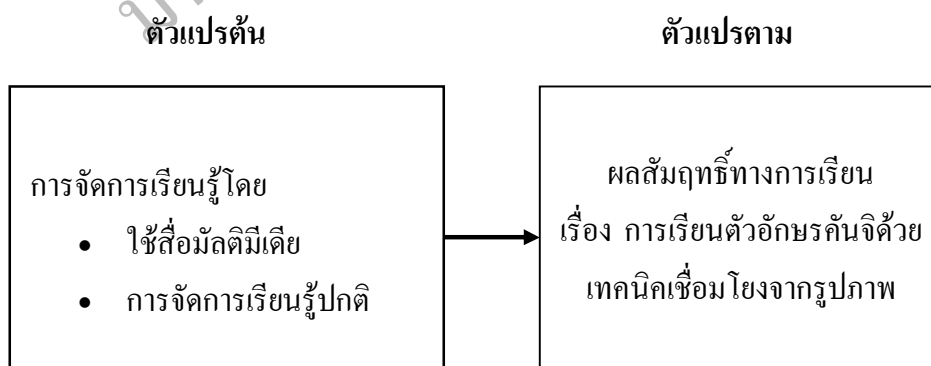 ตัวแปรต้น
ตัวแปรตาม
การจัดการเรียนรู้โดย
• ใช้สื่อมัลติมีเดีย
• การจัดการเรียนรู้ปกติ
ผลสัมฤทธิ์ทางการเรียน
เรื่อง การเรียนตัวอักษรคันจิด้วย
เทคนิคเชื่อมโยงจากรูปภาพ